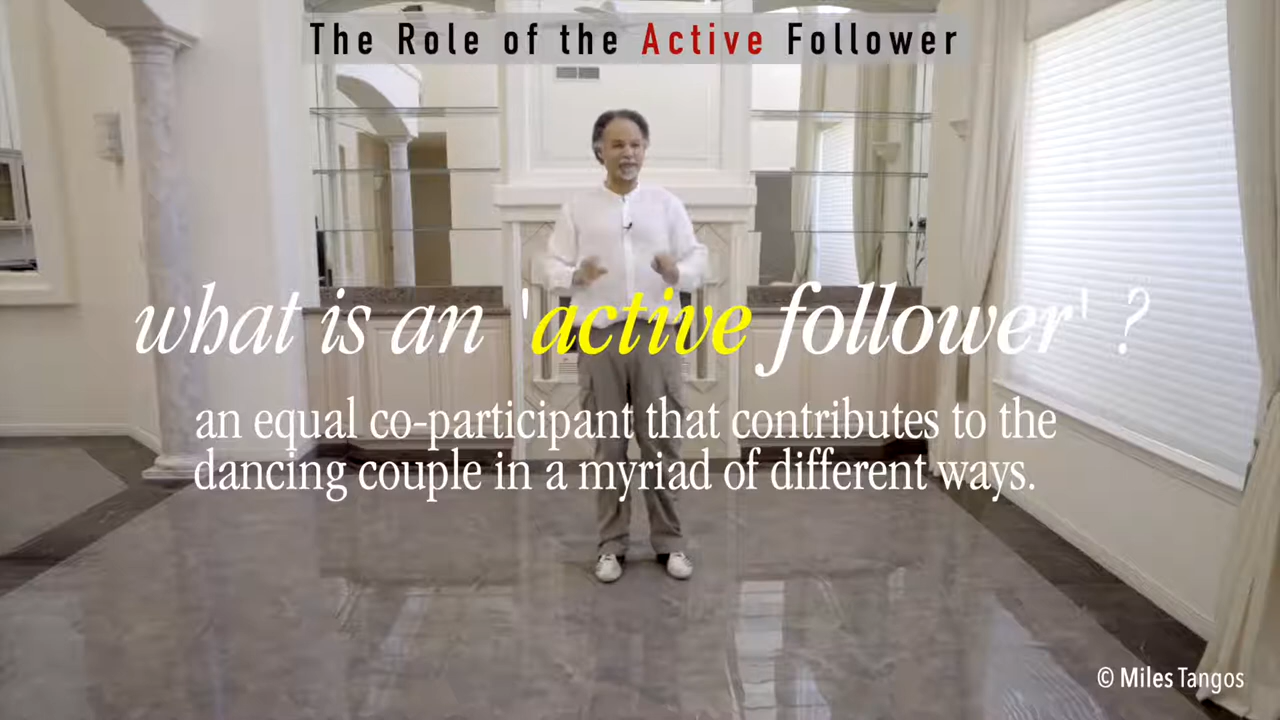 The Role of the Active Follower
what is an 'active follower' ?
an equal co-participant that contributes to the
dancing couple in a myriad of different ways.
© Miles Tangos